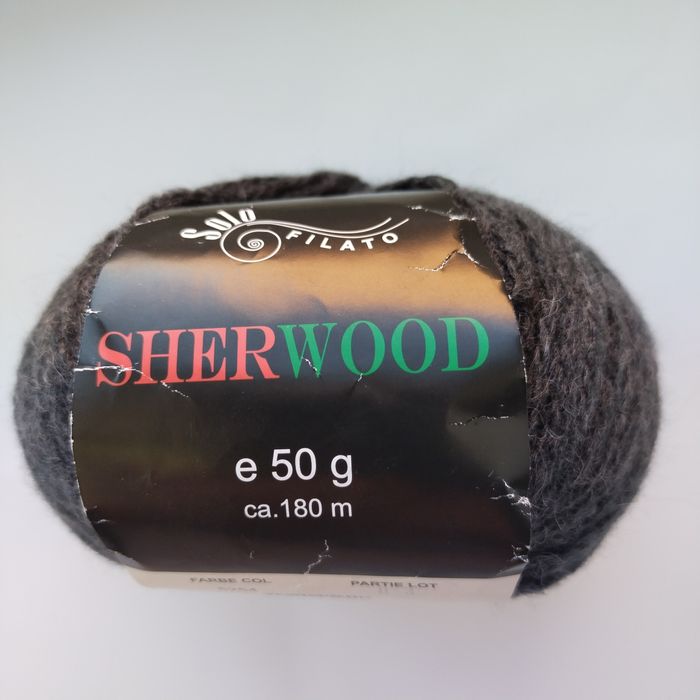 Solo
FILATO
SHERWOOD
e 50 g
ca.180 m
FARBE COL PARTIE LOT